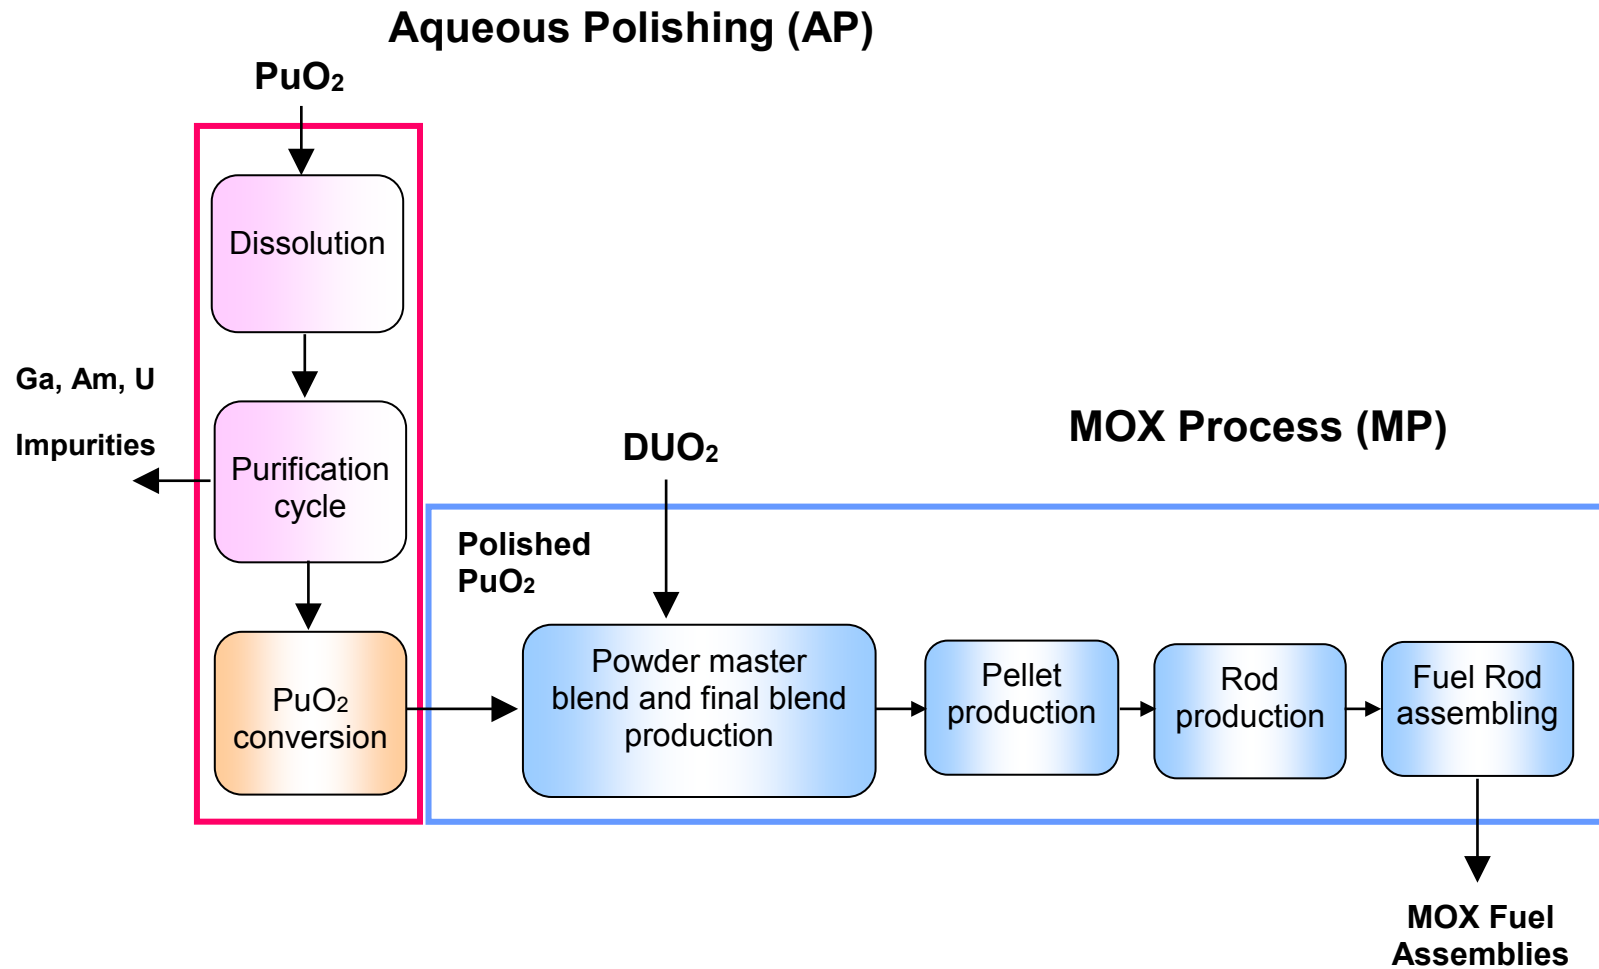 Aqueous Polishing (AP)
PuO₂
Dissolution
Ga, Am, U
Impurities
Purification
cycle
PuO₂
conversion
MOX Process (MP)
DUO₂
Polished
PuO₂
Powder master
blend and final blend
production
Pellet
production
Rod
production
Fuel Rod
assembling
MOX Fuel
Assemblies